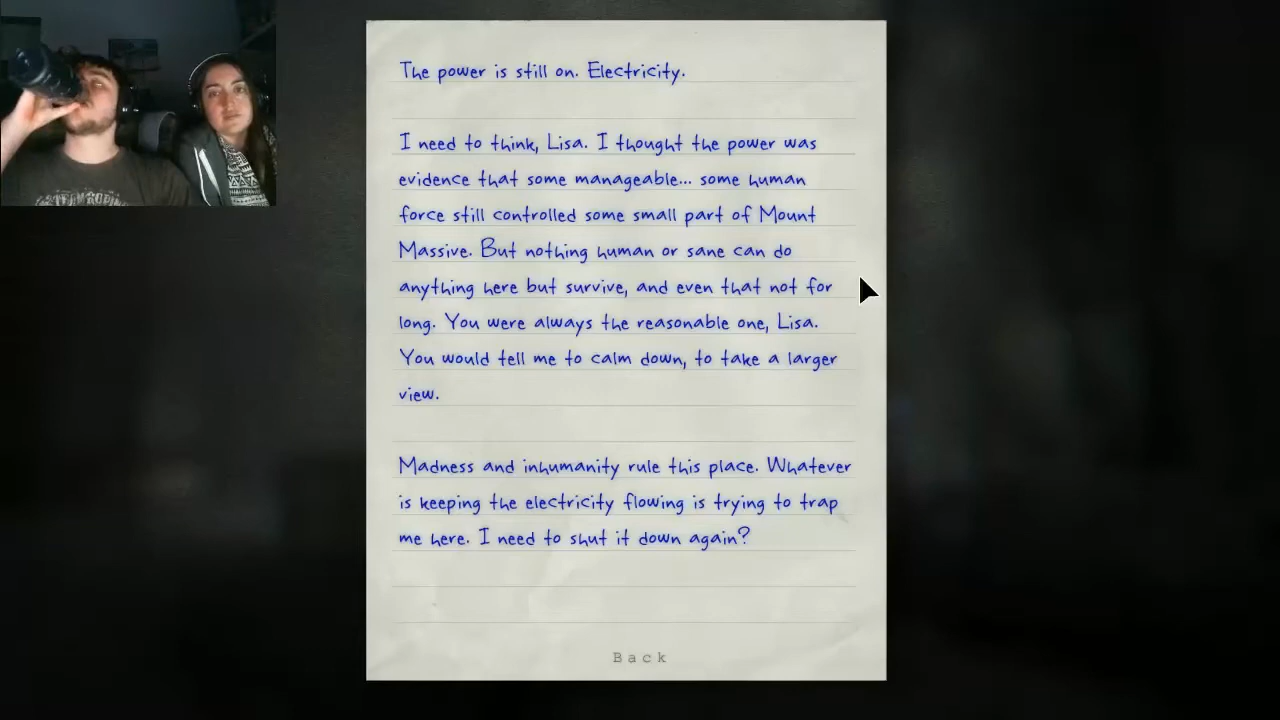 The power is still on. Electricity.
I need to think, Lisa. I thought the power was
evidence that some manageable... some human
force still controlled some small part of Mount
Massive. But nothing human or sane can do
anything here but survive, and even that not for
long. You were always the reasonable one, Lisa.
You would tell me to calm down, to take a larger
view.
Madness and inhumanity rule this place. Whatever
is keeping the electricity flowing is trying to trap
me here. I need to shut it down again?
Back